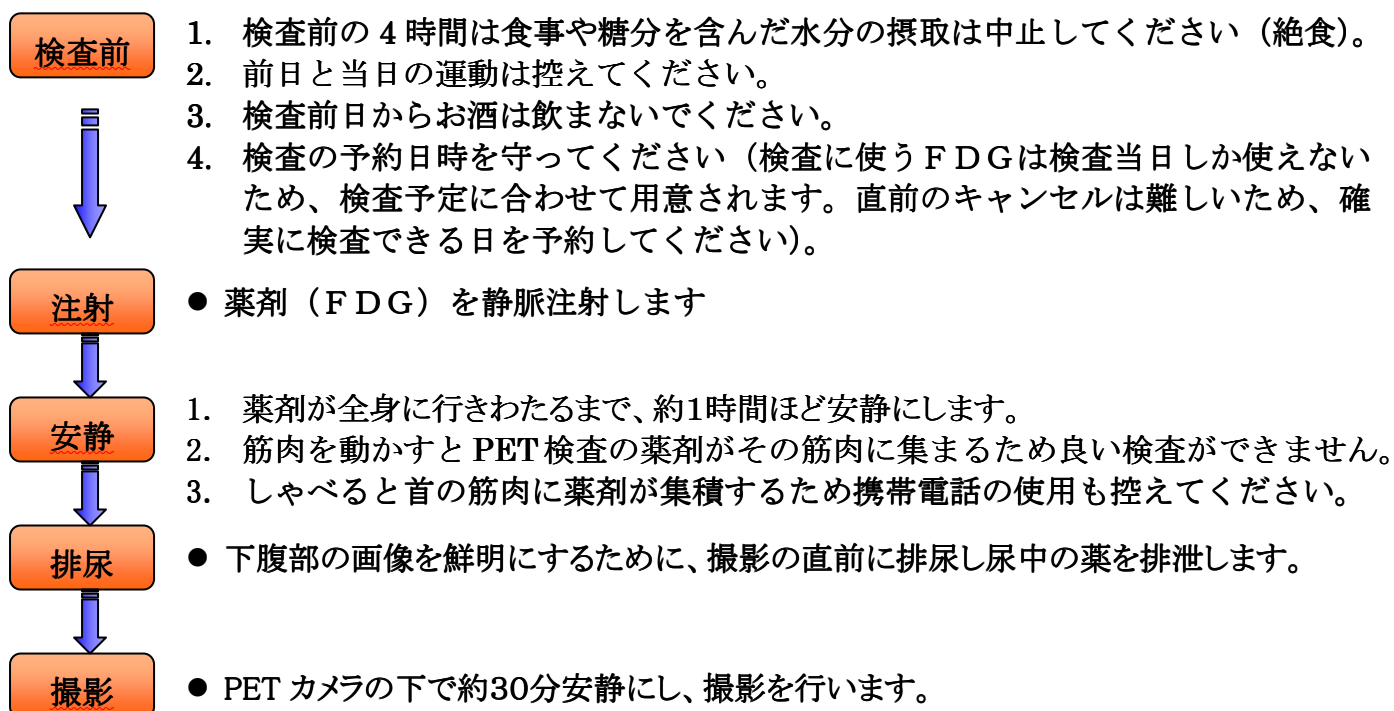 検査前
1. 検査前の4時間は食事や糖分を含んだ水分の摂取は中止してください（絶食）。
2. 前日と当日の運動は控えてください。
3. 検査前日からお酒は飲まないでください。
4. 検査の予約日時を守ってください（検査に使うＦＤＧは検査当日しか使えない
ため、検査予定に合わせて用意されます。直前のキャンセルは難しいため、確
実に検査できる日を予約してください）。
注射
● 薬剤（ＦＤＧ）を静脈注射します
安静
1. 薬剤が全身に行きわたるまで、約1時間ほど安静にします。
2. 筋肉を動かすと PET 検査の薬剤がその筋肉に集まるため良い検査ができません。
3. しゃべると首の筋肉に薬剤が集積するため携帯電話の使用も控えてください。
排尿
● 下腹部の画像を鮮明にするために、撮影の直前に排尿し尿中の薬を排泄します。
撮影
● PET カメラの下で約30分安静にし、撮影を行います。